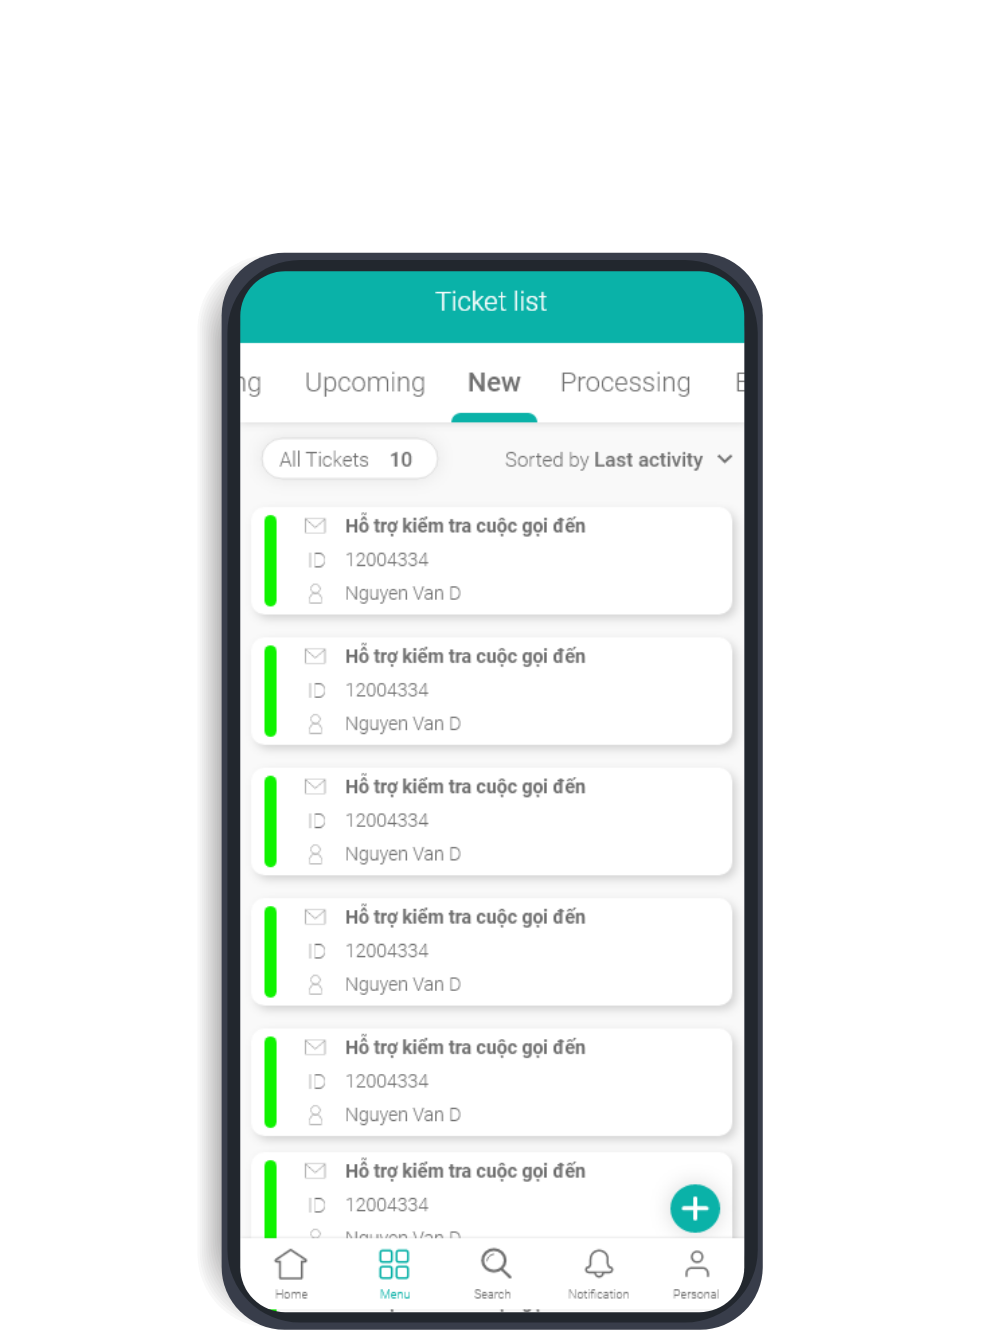 Ticket list
ng Upcoming New Processing E
All Tickets 10 Sorted by Last activity
Hỗ trợ kiểm tra cuộc gọi đến
ID 12004334
Nguyen Van D
Hỗ trợ kiểm tra cuộc gọi đến
ID 12004334
Nguyen Van D
Hỗ trợ kiểm tra cuộc gọi đến
ID 12004334
Nguyen Van D
Hỗ trợ kiểm tra cuộc gọi đến
ID 12004334
Nguyen Van D
Hỗ trợ kiểm tra cuộc gọi đến
ID 12004334
Nguyen Van D
Hỗ trợ kiểm tra cuộc gọi đến
ID 12004334
Nguyen Van D
Home Menu Search Notification Personal